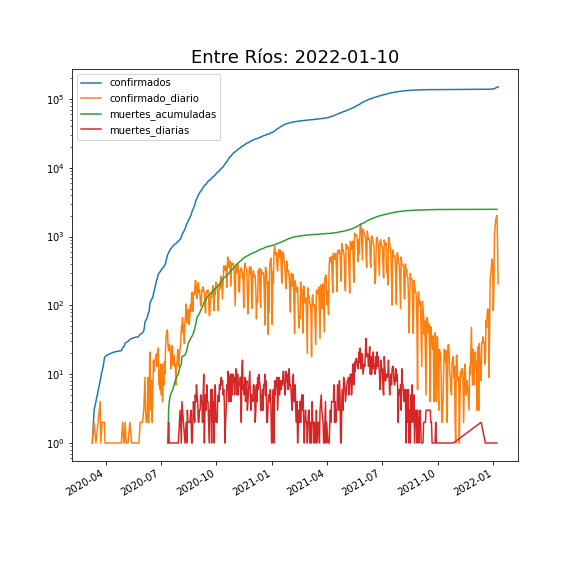 Entre Ríos: 2022-01-10
confirmados
confirmado_diario
muertes_acumuladas
muertes_diarias
10⁵
10⁴
10³
10²
10¹
10⁰
2020-04 2020-07 2020-10 2021-01 2021-04 2021-07 2021-10 2022-01